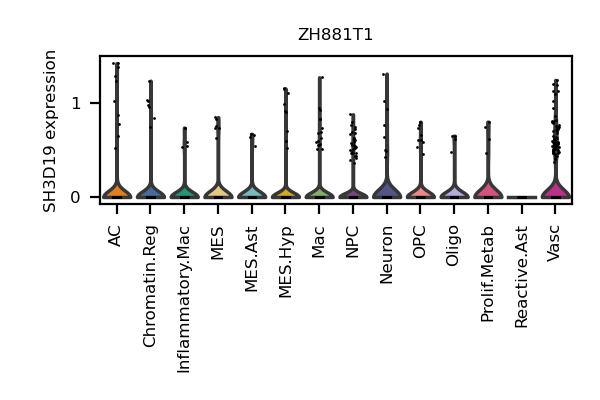 ZH881T1
SH3D19 expression
1
0
AC
Chromatin.Reg
Inflammatory.Mac
MES
MES.Ast
MES.Hyp
Mac
NPC
Neuron
OPC
Oligo
Prolif.Metab
Reactive.Ast
Vasc